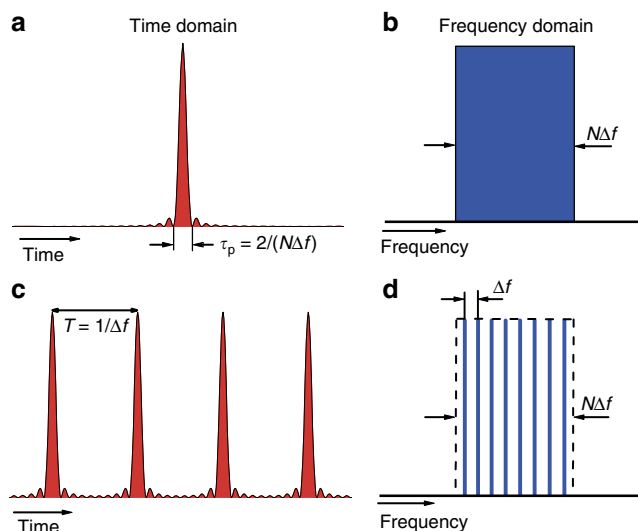 a
Time domain
τp = 2/(NΔf)
Time
b
Frequency domain
NΔf
Frequency
c
T = 1/Δf
Time
d
Δf
NΔf
Frequency